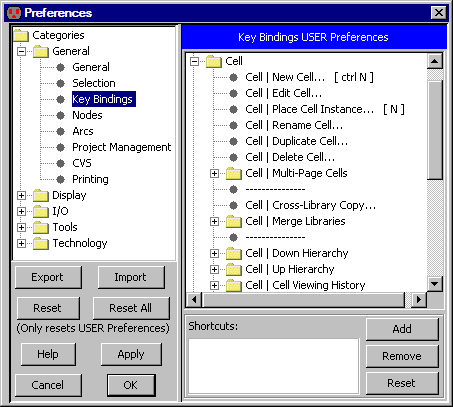 Preferences
Categories
General
General
Selection
Key Bindings
Nodes
Arcs
Project Management
CVS
Printing
Display
I/O
Tools
Technology
Export
Import
Reset
Reset All
(Only resets USER Preferences)
Help
Apply
Cancel
OK
Key Bindings USER Preferences
Cell
Cell | New Cell... [ ctrl N ]
Cell | Edit Cell...
Cell | Place Cell Instance... [ N ]
Cell | Rename Cell...
Cell | Duplicate Cell...
Cell | Delete Cell...
Cell | Multi-Page Cells
---------------
Cell | Cross-Library Copy...
Cell | Merge Libraries
---------------
Cell | Down Hierarchy
Cell | Up Hierarchy
Cell | Cell Viewing History
Shortcuts:
Add
Remove
Reset